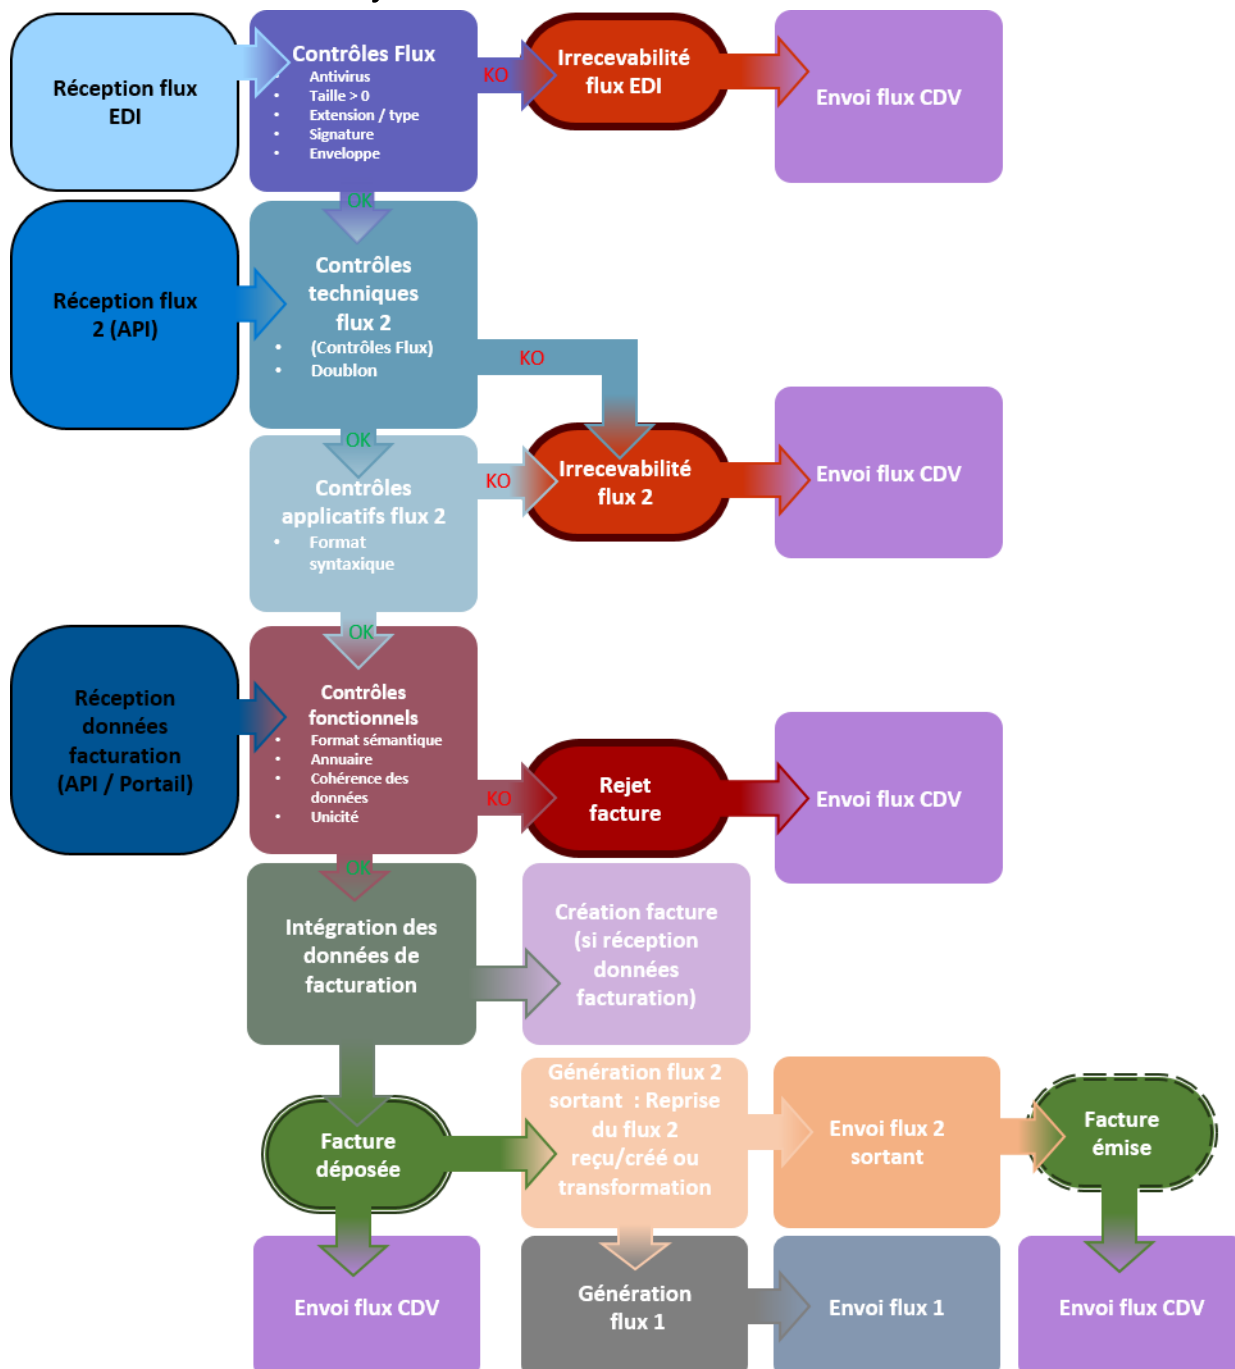 Réception flux
EDI
Contrôles Flux
• Antivirus
• Taille > 0
• Extension / type
• Signature
• Enveloppe
KO
Irrecevabilité
flux EDI
Envoi flux CDV
OK
Réception flux
2 (API)
Contrôles
techniques
flux 2
• (Contrôles Flux)
• Doublon
KO
OK
Contrôles
applicatifs flux 2
• Format
syntaxique
KO
Irrecevabilité
flux 2
Envoi flux CDV
OK
Réception
données
facturation
(API / Portail)
Contrôles
fonctionnels
• Format sémantique
• Annuaire
• Cohérence des
données
• Unicité
KO
Rejet
facture
Envoi flux CDV
OK
Intégration des
données de
facturation
Création facture
(si réception
données
facturation)
Facture
déposée
Génération flux 2
sortant : Reprise
du flux 2
reçu/créé ou
transformation
Envoi flux 2
sortant
Facture
émise
Envoi flux CDV
Génération
flux 1
Envoi flux 1
Envoi flux CDV